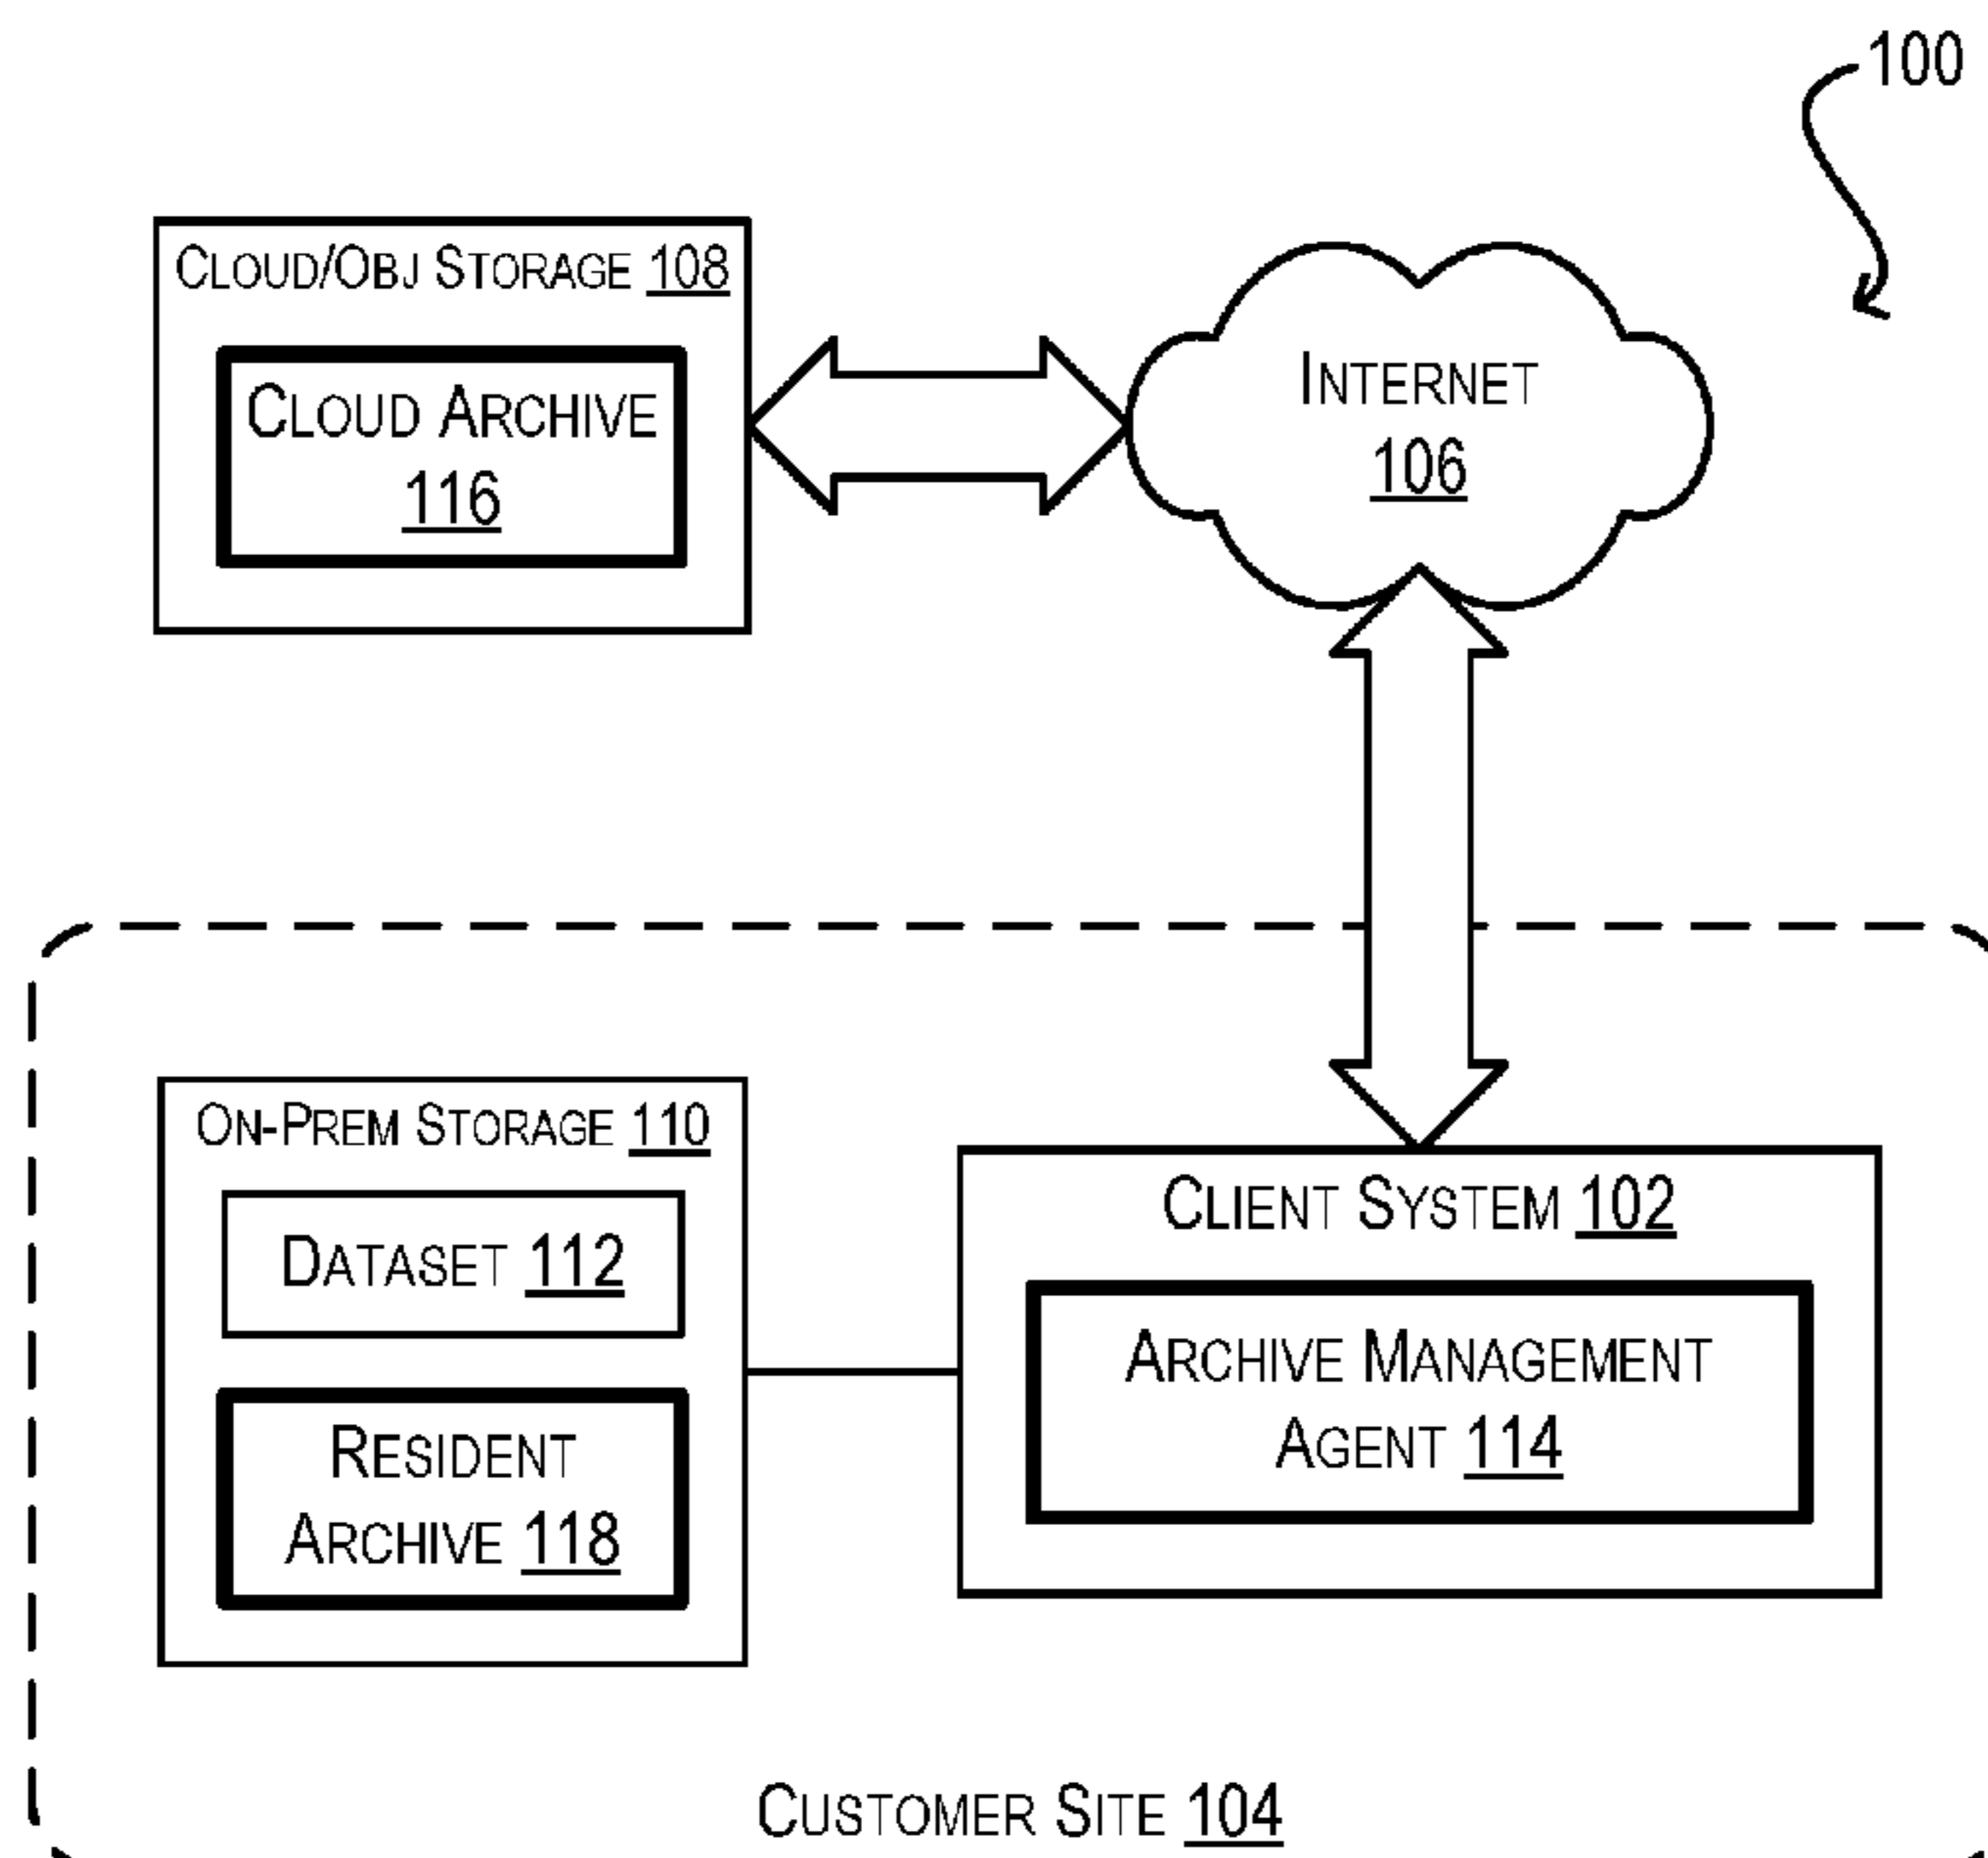 100
CLOUD/OBJ STORAGE 108
CLOUD ARCHIVE
116
INTERNET
106
ON-PREM STORAGE 110
DATASET 112
RESIDENT
ARCHIVE 118
CLIENT SYSTEM 102
ARCHIVE MANAGEMENT
AGENT 114
CUSTOMER SITE 104